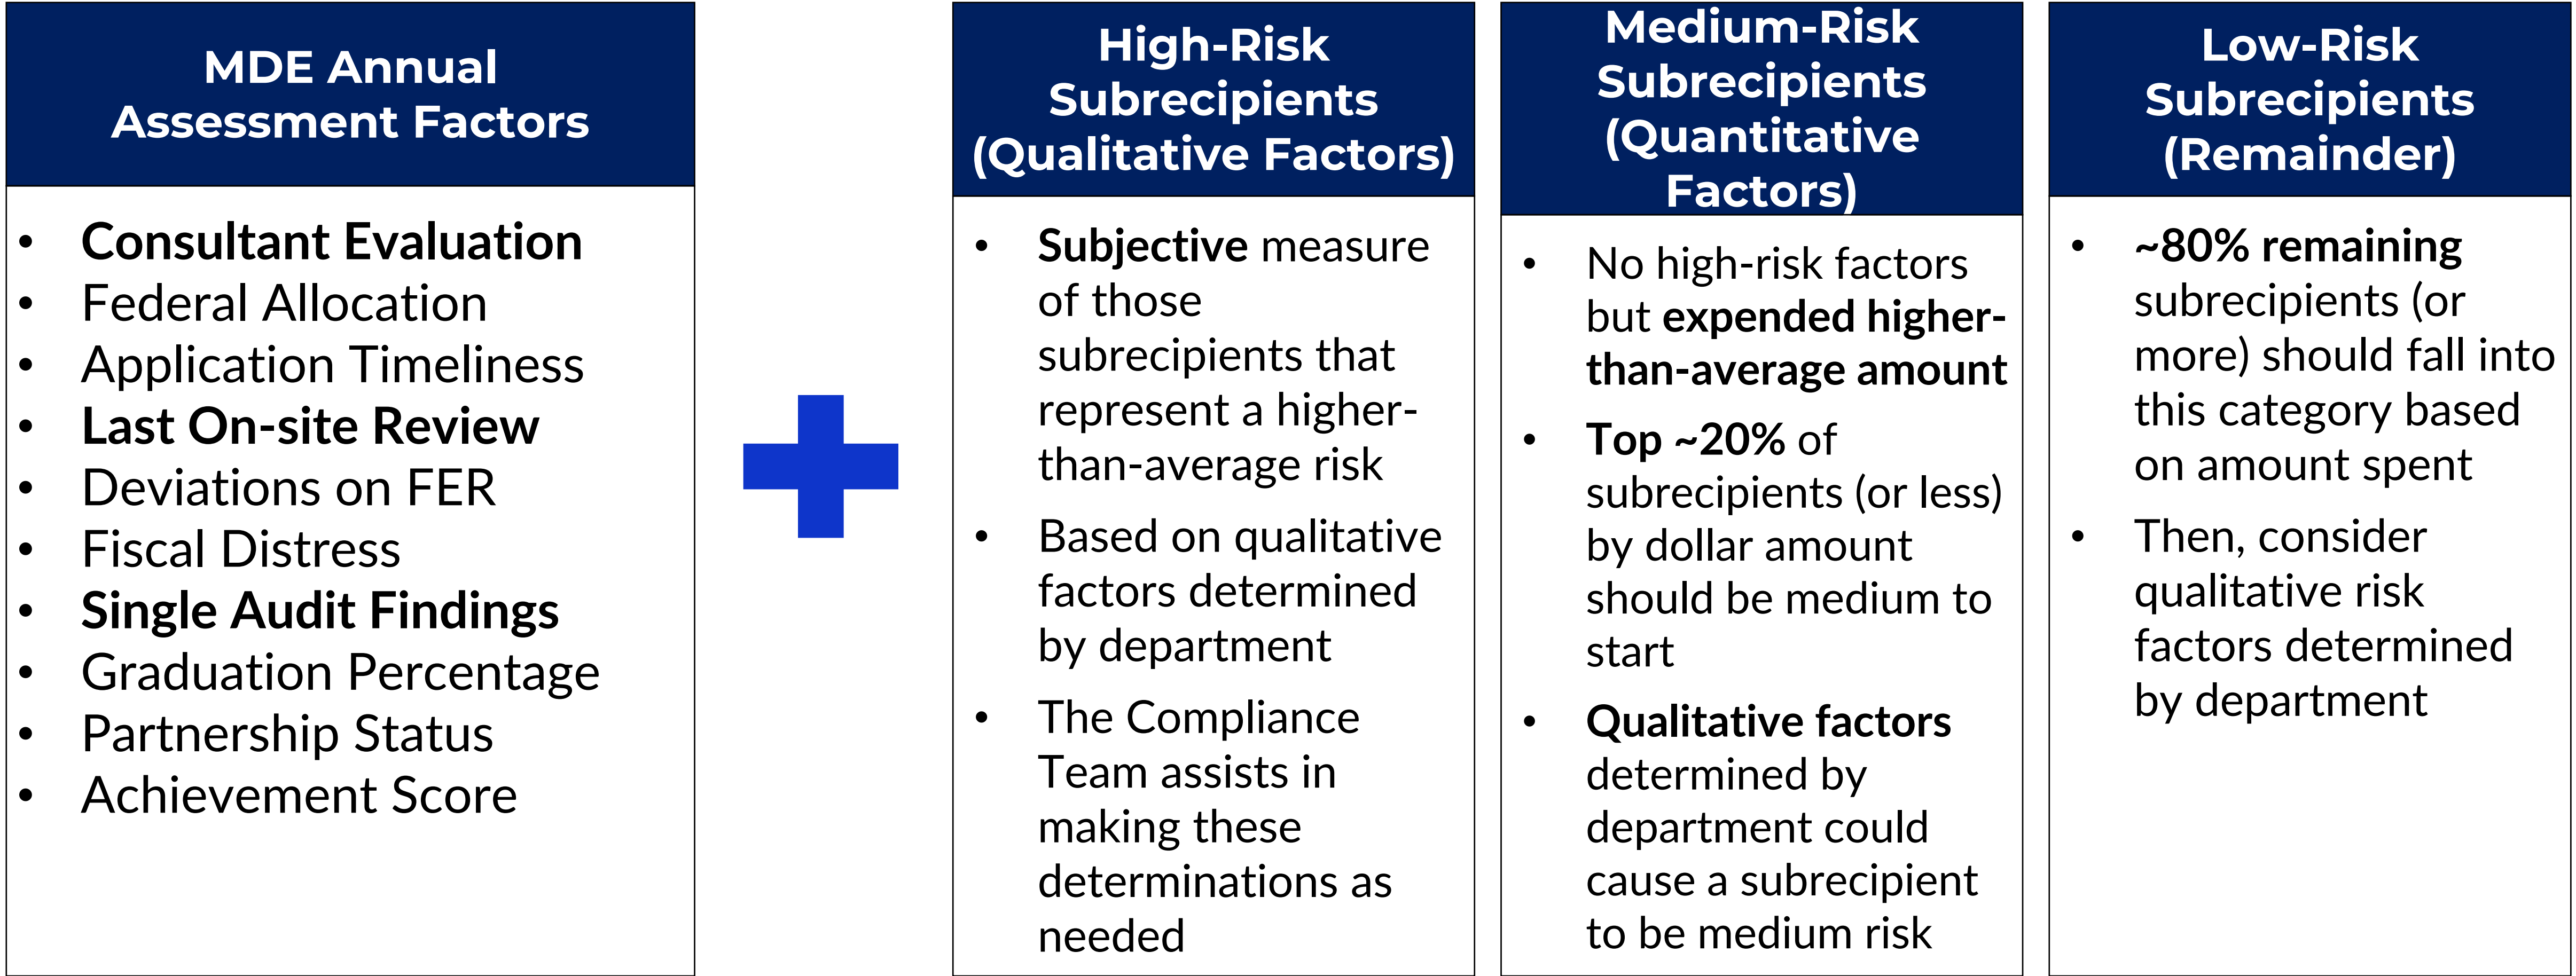 MDE Annual
Assessment Factors
• Consultant Evaluation
• Federal Allocation
• Application Timeliness
• Last On-site Review
• Deviations on FER
• Fiscal Distress
• Single Audit Findings
• Graduation Percentage
• Partnership Status
• Achievement Score
High-Risk
Subrecipients
(Qualitative Factors)
• Subjective measure
of those
subrecipients that
represent a higher-
than-average risk
• Based on qualitative
factors determined
by department
• The Compliance
Team assists in
making these
determinations as
needed
Medium-Risk
Subrecipients
(Quantitative
Factors)
• No high-risk factors
but expended higher-
than-average amount
• Top ~20% of
subrecipients (or less)
by dollar amount
should be medium to
start
• Qualitative factors
determined by
department could
cause a subrecipient
to be medium risk
Low-Risk
Subrecipients
(Remainder)
• ~80% remaining
subrecipients (or
more) should fall into
this category based
on amount spent
• Then, consider
qualitative risk
factors determined
by department